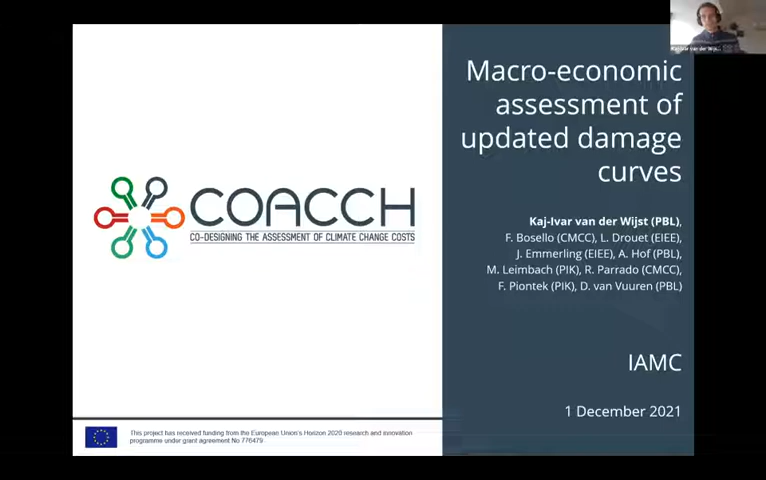 Macro-economic
assessment of
updated damage
curves
COACCH
CO-DESIGNING THE ASSESSMENT OF CLIMATE CHANGE COSTS
Kaj-Ivar van der Wijst (PBL),
F. Bosello (CMCC), L. Drouet (EIEE),
J. Emmerling (EIEE), A. Hof (PBL),
M. Leimbach (PIK), R. Parrado (CMCC),
F. Piontek (PIK), D. van Vuuren (PBL)
IAMC
1 December 2021
This project has received funding from the European Union's Horizon 2020 research and innovation
programme under grant agreement No 776479